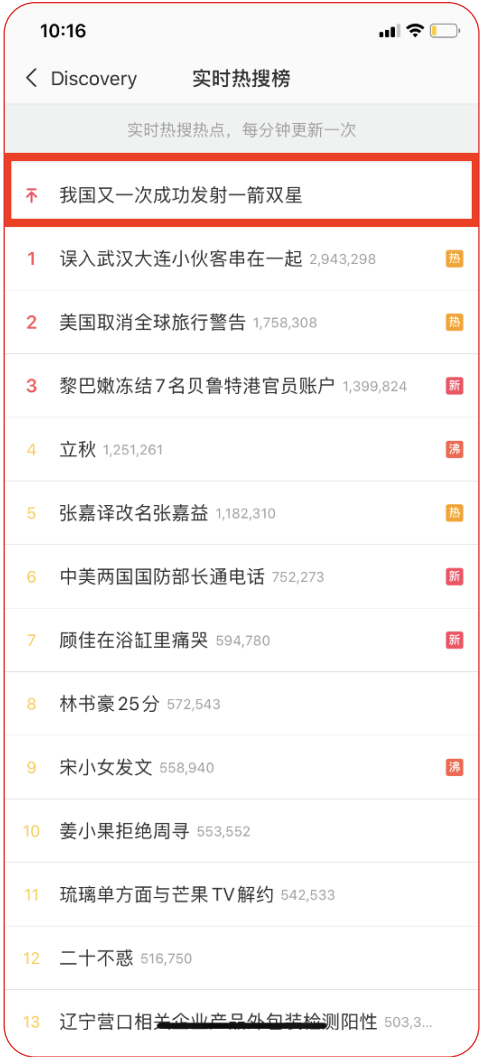 10:16
Discovery 实时热搜榜
实时热搜热点，每分钟更新一次
我国又一次成功发射一箭双星
1 误入武汉大连小伙客串在一起 2,943,298 热
2 美国取消全球旅行警告 1,758,308 热
3 黎巴嫩冻结7名贝鲁特港官员账户 1,399,824 新
4 立秋 1,251,261 沸
5 张嘉译改名张嘉益 1,182,310 热
6 中美两国国防部长通电话 752,273 新
7 顾佳在浴缸里痛哭 594,780 新
8 林书豪25分 572,543
9 宋小女发文 558,940 沸
10 姜小果拒绝周寻 553,552
11 琉璃单方面与芒果TV解约 542,533
12 二十不惑 516,750
13 辽宁营口相关企业产品外包装检测阳性 503,3...